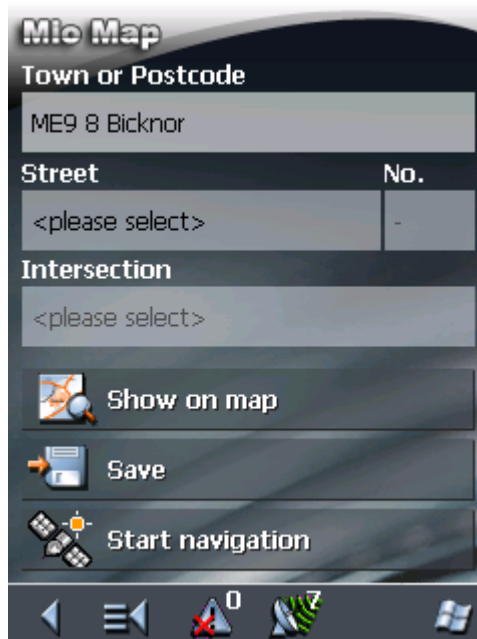 Mio Map
Town or Postcode
ME9 8 Bicknor
Street No.
<please select> -
Intersection
<please select>
Show on map
Save
Start navigation
0 7